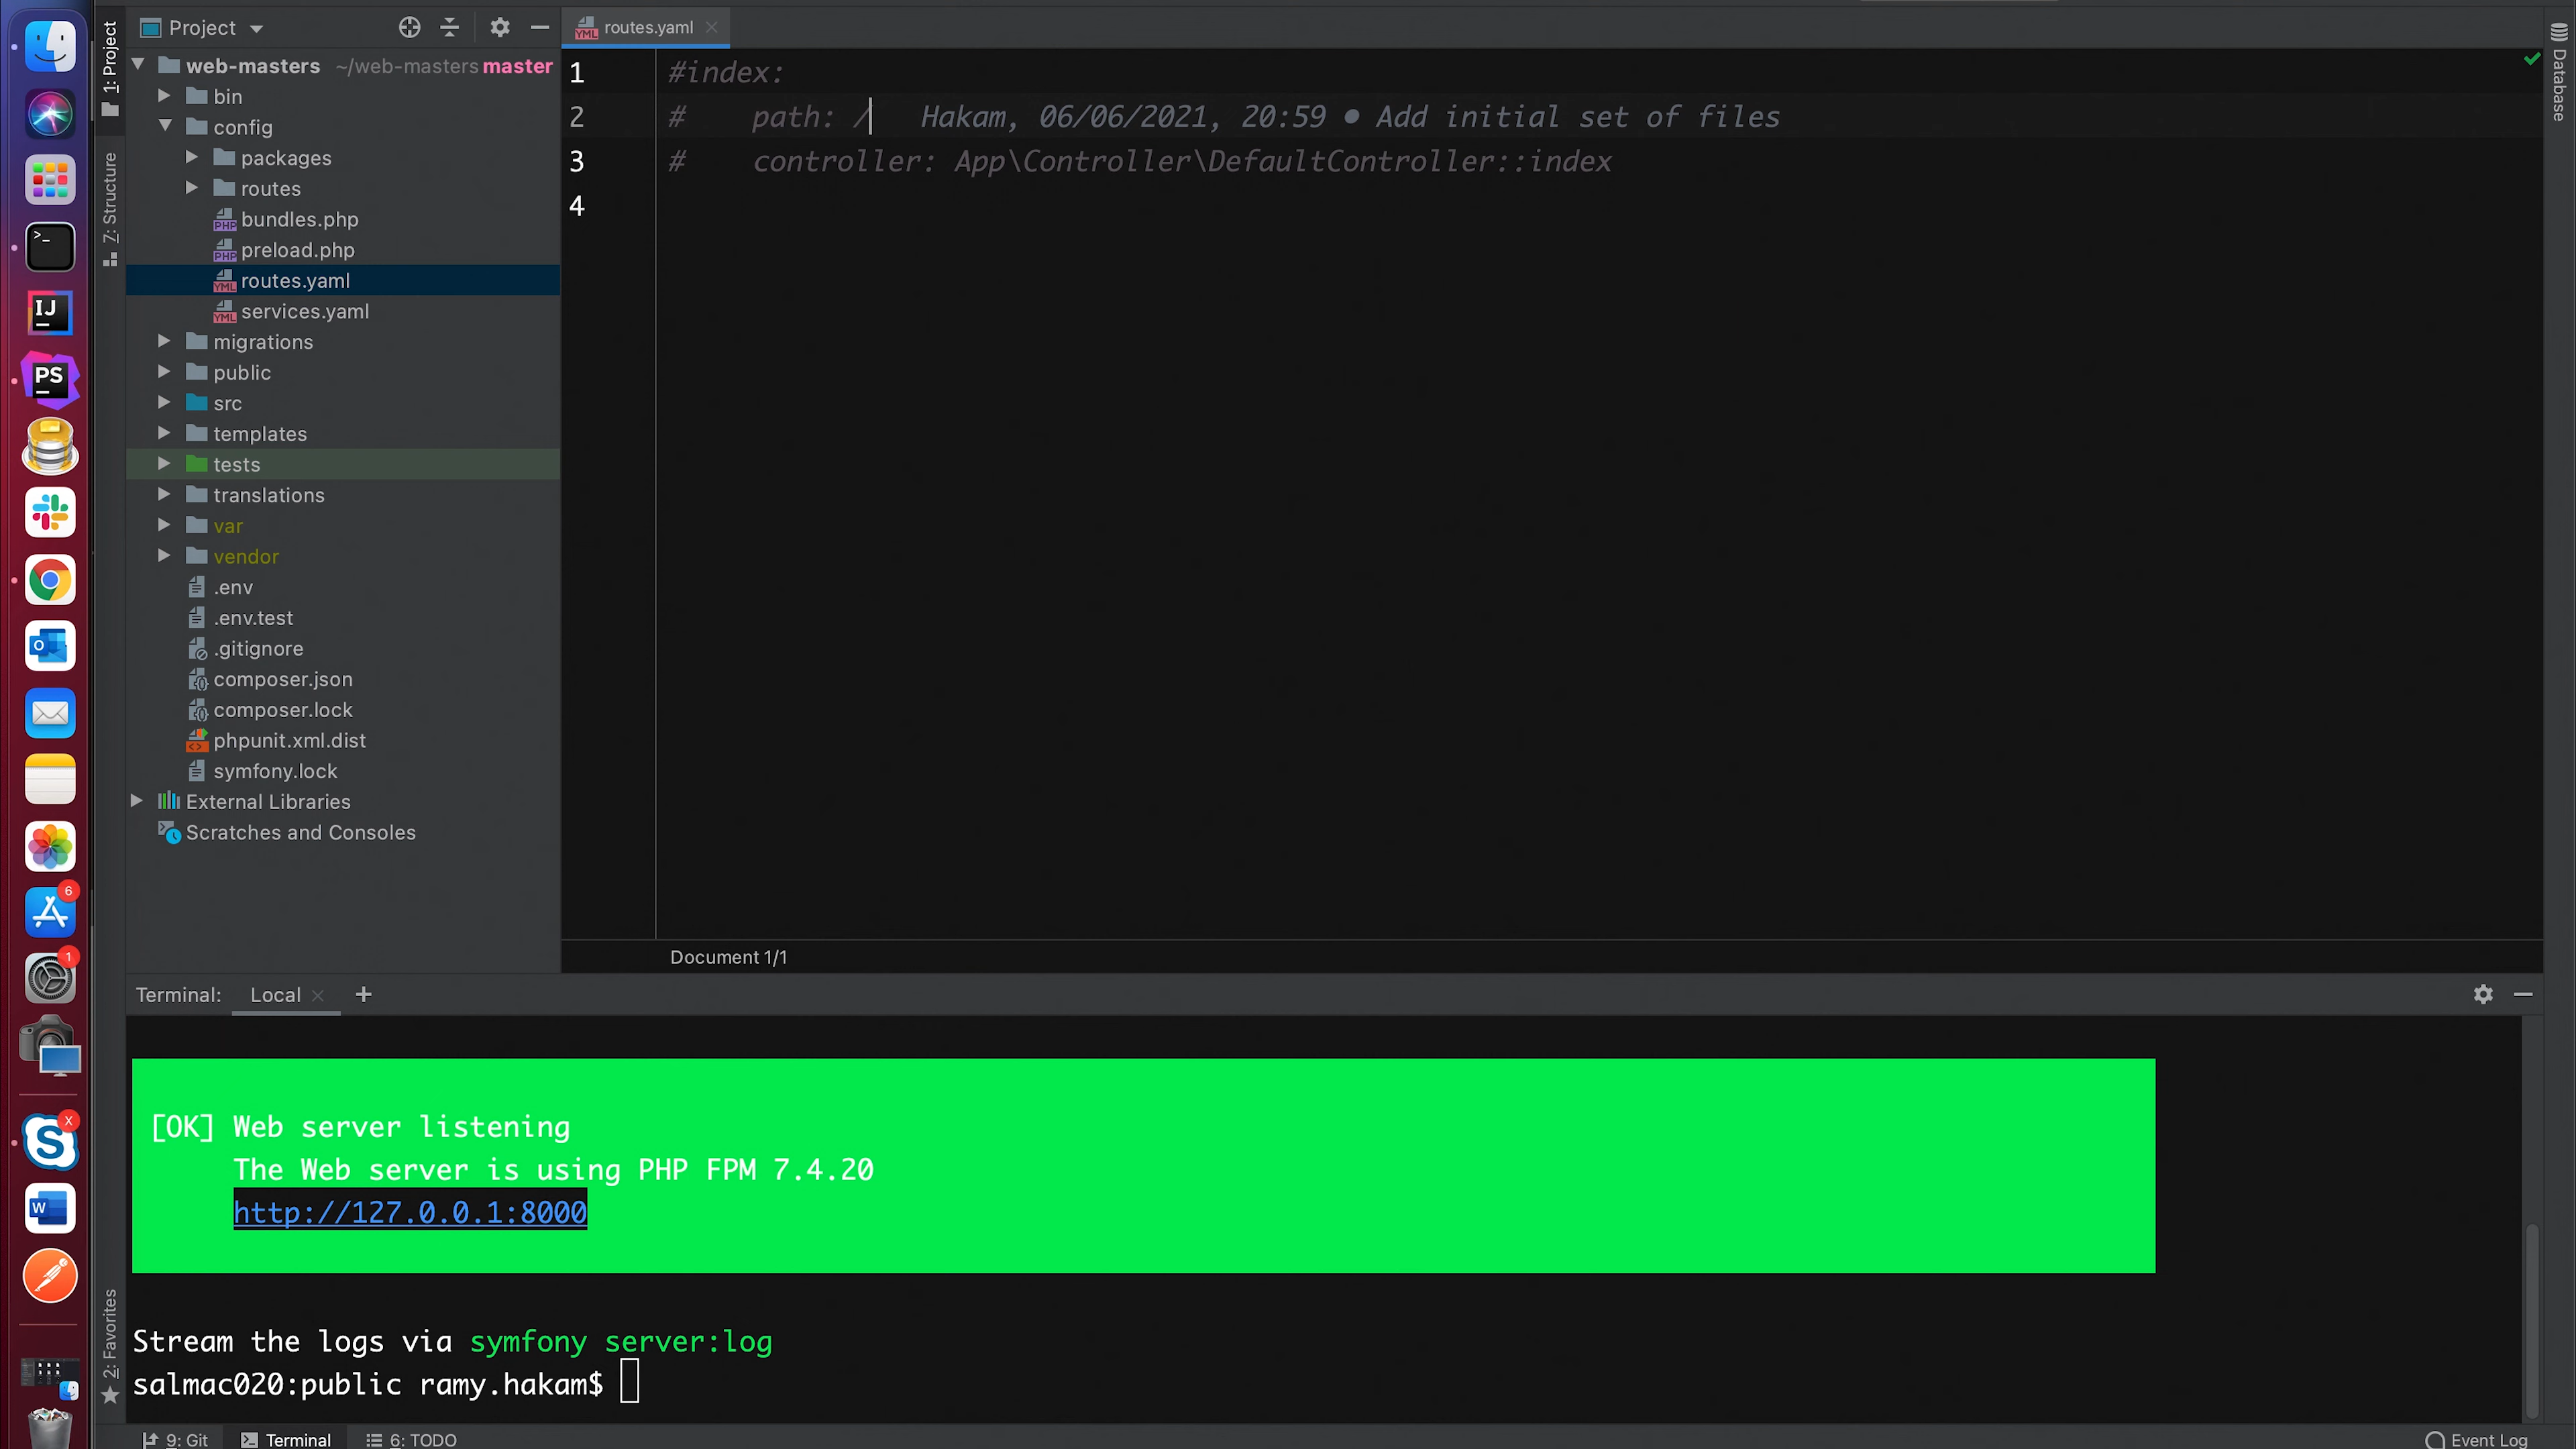 1: Project
Project
routes.yaml
web-masters ~/web-masters master
bin
config
packages
routes
bundles.php
preload.php
routes.yaml
services.yaml
migrations
public
src
templates
tests
translations
var
vendor
.env
.env.test
.gitignore
composer.json
composer.lock
phpunit.xml.dist
symfony.lock
External Libraries
Scratches and Consoles
7: Structure
2: Favorites
Database
1 #index:
2 #    path: /   Hakam, 06/06/2021, 20:59 • Add initial set of files
3 #    controller: App\Controller\DefaultController::index
4
Document 1/1
Terminal: Local +
[OK] Web server listening
The Web server is using PHP FPM 7.4.20
http://127.0.0.1:8000
Stream the logs via symfony server:log
salmac020:public ramy.hakam$
9: Git
Terminal
6: TODO
Event Log
IJ
PS
6
1
X
S
W